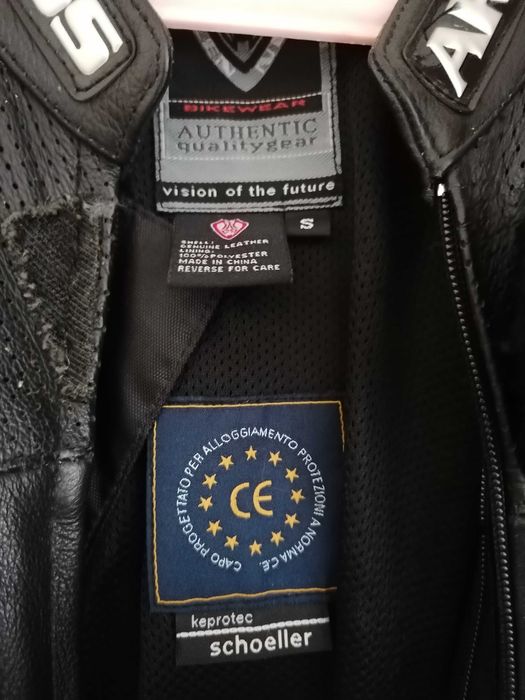 BIKEWEAR
AUTHENTIC
qualitygear
vision of the future
S
SHELL:
GENUINE LEATHER
LINING:
100%POLYESTER
MADE IN CHINA
REVERSE FOR CARE
CAPO PROGETTATO PER ALLOGGIAMENTO PROTEZIONI A NORMA C.E.
CE
keprotec
schoeller